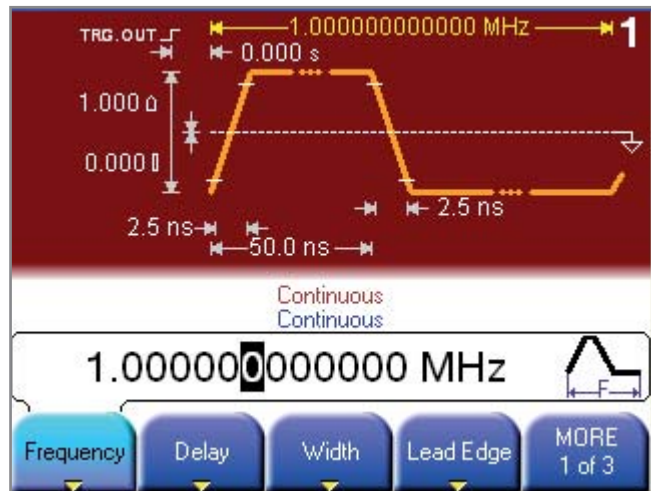 TRG.OUT
1.000000000000 MHz
1
0.000 s
1.000
0.000
2.5 ns
2.5 ns
50.0 ns
Continuous
Continuous
1.000000000000 MHz
F
Frequency
Delay
Width
Lead Edge
MORE
1 of 3